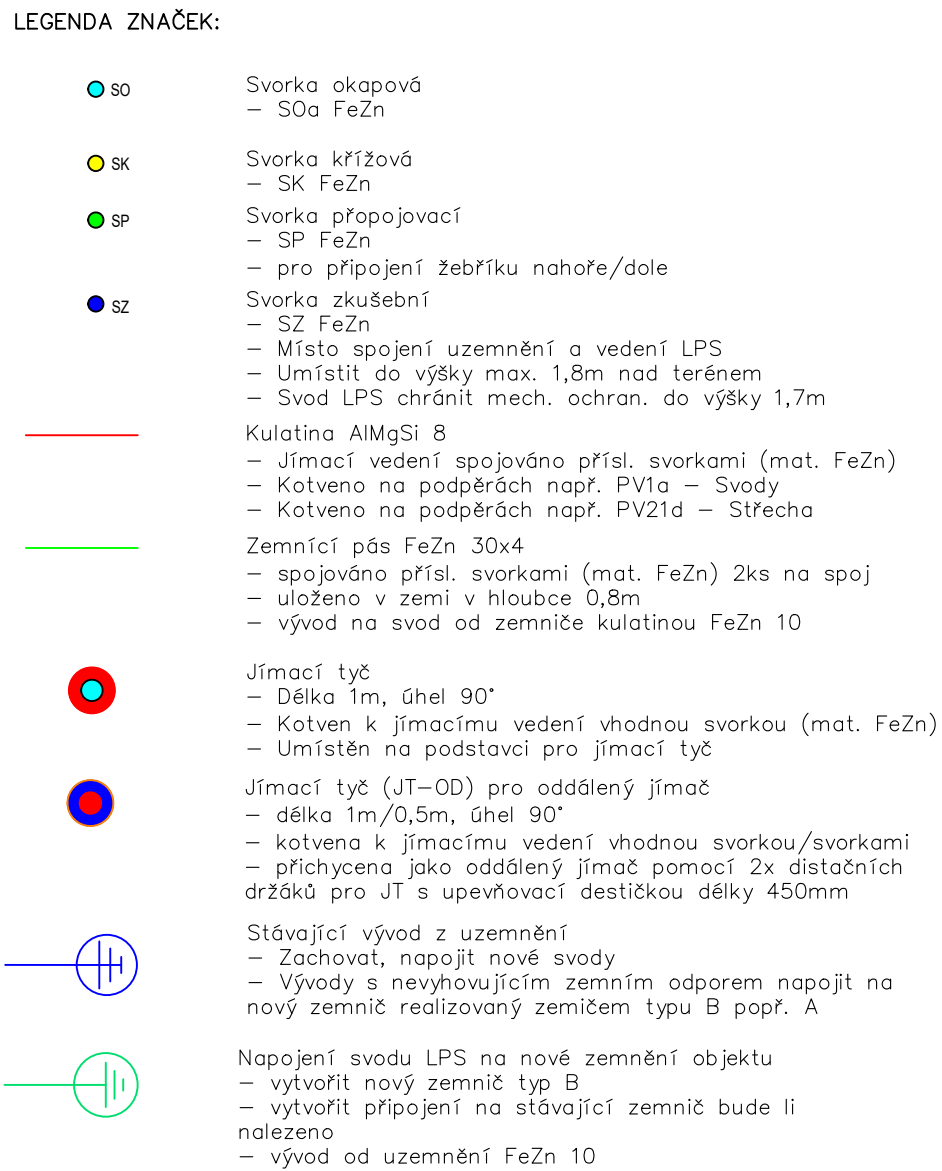 LEGENDA ZNAČEK:
SO
Svorka okapová
– SOa FeZn
SK
Svorka křížová
– SK FeZn
SP
Svorka přopojovací
– SP FeZn
– pro připojení žebříku nahoře/dole
SZ
Svorka zkušební
– SZ FeZn
– Místo spojení uzemnění a vedení LPS
– Umístit do výšky max. 1,8m nad terénem
– Svod LPS chránit mech. ochran. do výšky 1,7m
Kulatina AlMgSi 8
– Jímací vedení spojováno přísl. svorkami (mat. FeZn)
– Kotveno na podpěrách např. PV1a – Svody
– Kotveno na podpěrách např. PV21d – Střecha
Zemnící pás FeZn 30x4
– spojováno přísl. svorkami (mat. FeZn) 2ks na spoj
– uloženo v zemi v hloubce 0,8m
– vývod na svod od zemniče kulatinou FeZn 10
Jímací tyč
– Délka 1m, úhel 90°
– Kotven k jímacímu vedení vhodnou svorkou (mat. FeZn)
– Umístěn na podstavci pro jímací tyč
Jímací tyč (JT–OD) pro oddálený jímač
– délka 1m/0,5m, úhel 90°
– kotvena k jímacímu vedení vhodnou svorkou/svorkami
– přichycena jako oddálený jímač pomocí 2x distačních
držáků pro JT s upevňovací destičkou délky 450mm
Stávající vývod z uzemnění
– Zachovat, napojit nové svody
– Vývody s nevyhovujícím zemním odporem napojit na
nový zemnič realizovaný zemičem typu B popř. A
Napojení svodu LPS na nové zemnění objektu
– vytvořit nový zemnič typ B
– vytvořit připojení na stávající zemnič bude li
nalezeno
– vývod od uzemnění FeZn 10